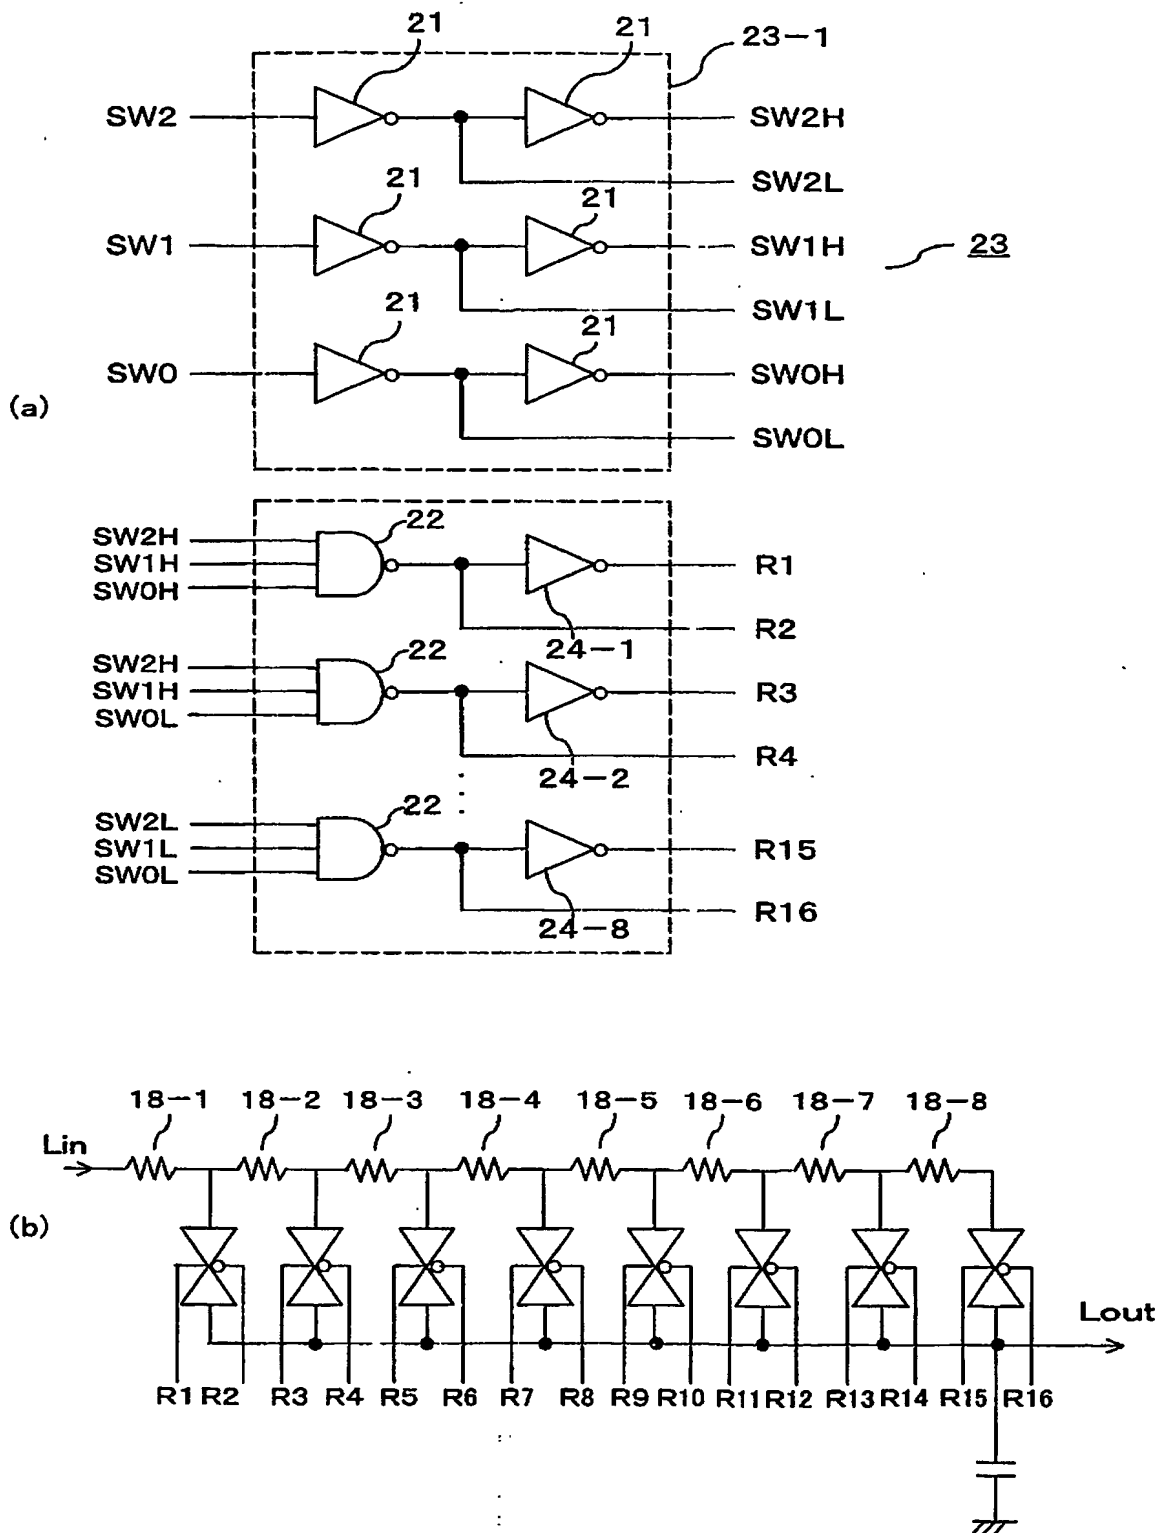 21
21
23-1
SW2
SW2H
SW2L
21
21
SW1
SW1H
23
SW1L
21
21
SW0
SW0H
(a)
SW0L
SW2H
SW1H
SW0H
22
R1
24-1
R2
SW2H
SW1H
SW0L
22
R3
24-2
R4
SW2L
SW1L
SW0L
22
R15
24-8
R16
18-1 18-2 18-3 18-4 18-5 18-6 18-7 18-8
Lin
(b)
Lout
R1 R2 R3 R4 R5 R6 R7 R8 R9 R10 R11 R12 R13 R14 R15 R16